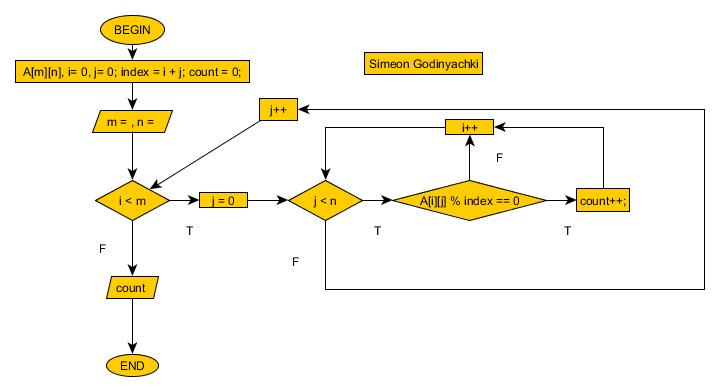 BEGIN
A[m][n], i= 0, j= 0; index = i + j; count = 0;
Simeon Godinyachki
j++
m = , n =
j++
F
i < m
j = 0
j < n
A[i][j] % index == 0
count++;
T
T
T
F
F
count
END